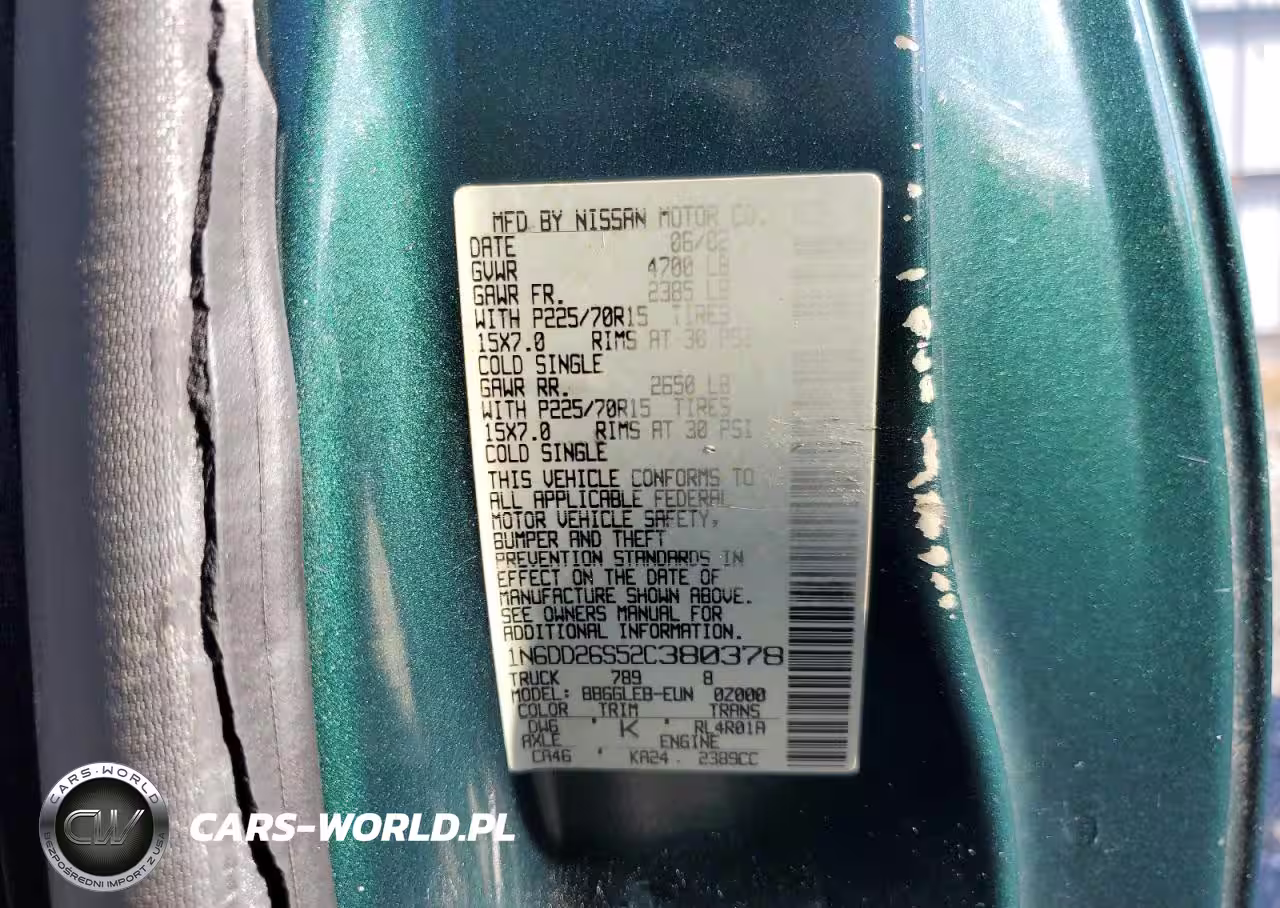 MFD BY NISSAN MOTOR CO.
DATE 06/02
GVWR 4700 LB
GAWR FR. 2385 LB
WITH P225/70R15 TIRES
15X7.0 RIMS AT 30 PSI
COLD SINGLE
GAWR RR. 2650 LB
WITH P225/70R15 TIRES
15X7.0 RIMS AT 30 PSI
COLD SINGLE
THIS VEHICLE CONFORMS TO
ALL APPLICABLE FEDERAL
MOTOR VEHICLE SAFETY,
BUMPER AND THEFT
PREVENTION STANDARDS IN
EFFECT ON THE DATE OF
MANUFACTURE SHOWN ABOVE.
SEE OWNERS MANUAL FOR
ADDITIONAL INFORMATION.
1N6DD26S52C380378
TRUCK 789 8
MODEL: BBGGLEB-EUN 0Z000
COLOR TRIM TRANS
DW6 ' K ' RL4R01A
AXLE ENGINE
CA46 ' KA24 . 2389CC
CARS-WORLD
CW
BEZPOŚREDNI IMPORT Z USA
CARS-WORLD.PL